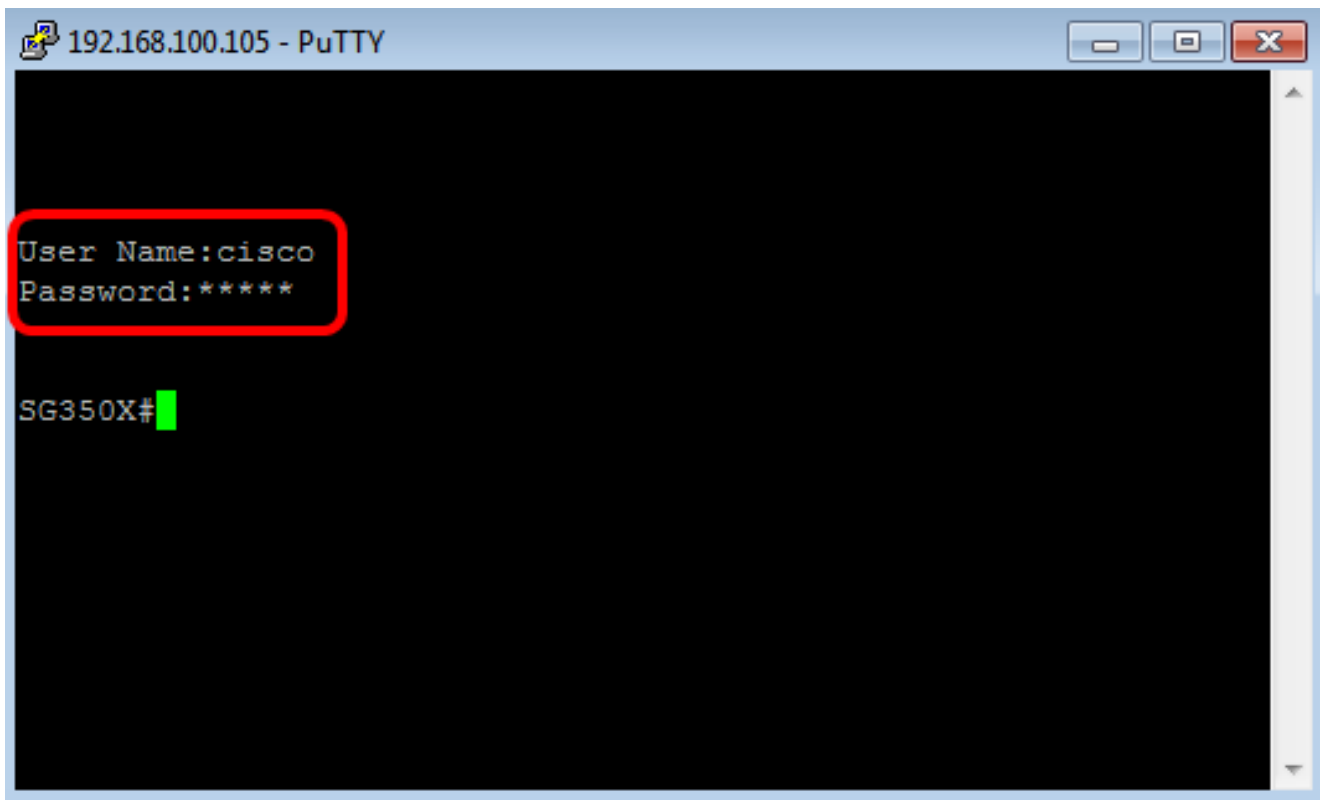 192.168.100.105 - PuTTY
User Name:cisco
Password:*****
SG350X#